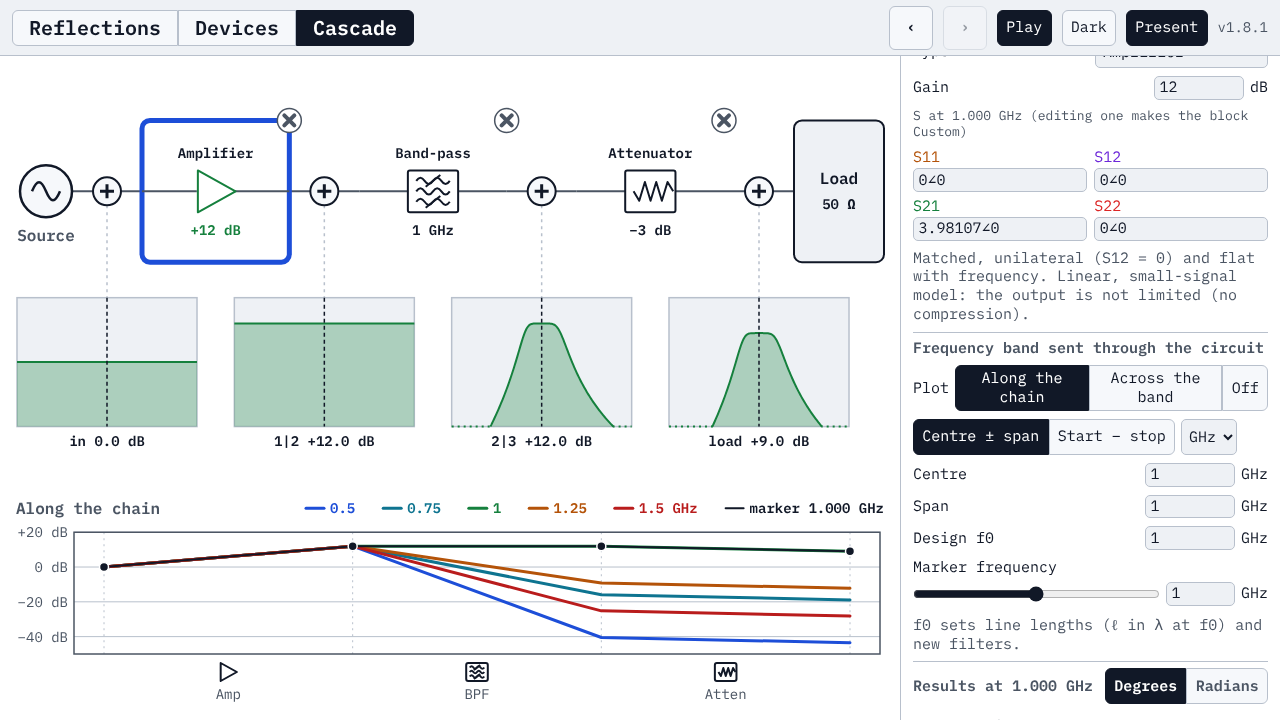 Reflections Devices Cascade ‹ › Play Dark Present v1.8.1
Amplifier Band-pass Attenuator
Load
50 Ω
Source
+12 dB 1 GHz −3 dB
in 0.0 dB 1|2 +12.0 dB 2|3 +12.0 dB load +9.0 dB
Along the chain 0.5 0.75 1 1.25 1.5 GHz marker 1.000 GHz
+20 dB
0 dB
−20 dB
−40 dB
Amp BPF Atten
Gain 12 dB
S at 1.000 GHz (editing one makes the block
Custom)
S11 S12
0∠0 0∠0
S21 S22
3.98107∠0 0∠0
Matched, unilateral (S12 = 0) and flat
with frequency. Linear, small-signal
model: the output is not limited (no
compression).
Frequency band sent through the circuit
Plot Along the chain Across the band Off
Centre ± span Start − stop GHz
Centre 1 GHz
Span 1 GHz
Design f0 1 GHz
Marker frequency
1 GHz
f0 sets line lengths (ℓ in λ at f0) and
new filters.
Results at 1.000 GHz Degrees Radians